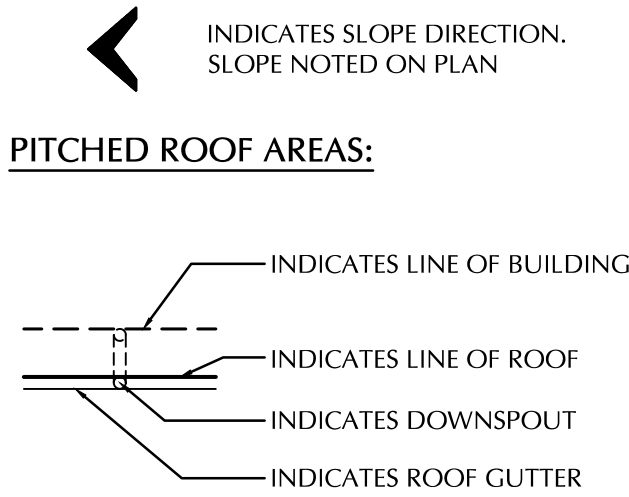 INDICATES SLOPE DIRECTION.
SLOPE NOTED ON PLAN
PITCHED ROOF AREAS:
INDICATES LINE OF BUILDING
INDICATES LINE OF ROOF
INDICATES DOWNSPOUT
INDICATES ROOF GUTTER